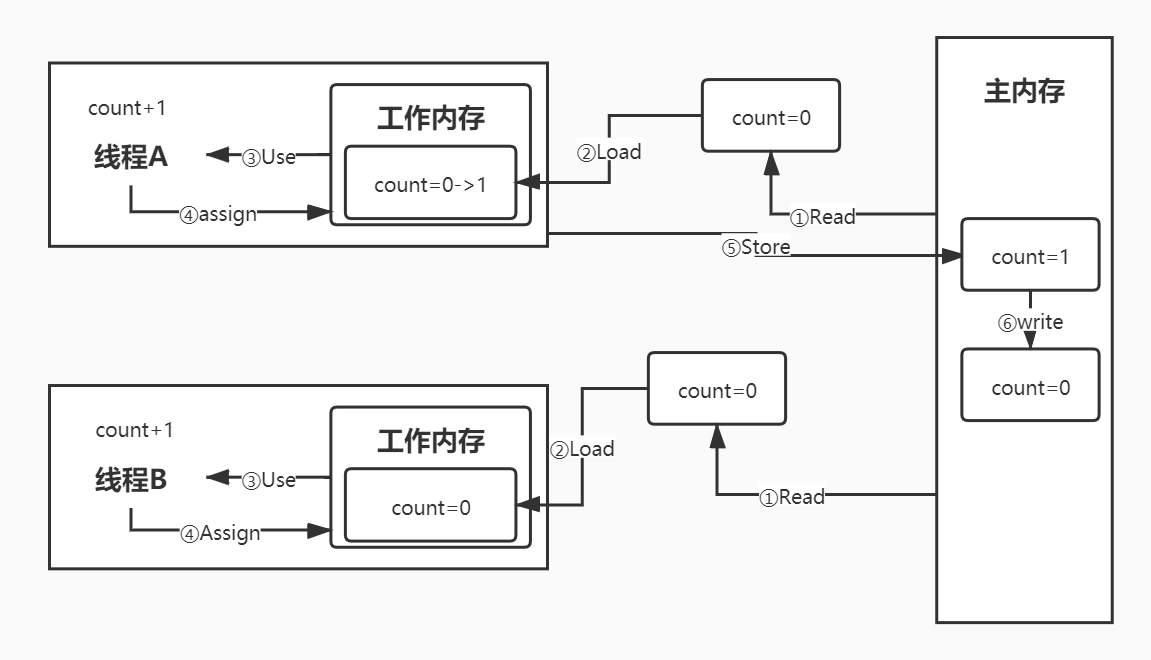 count+1
线程A
工作内存
count=0->1
③Use
④assign
②Load
count=0
①Read
⑤Store
主内存
count=1
⑥write
count=0
count+1
线程B
工作内存
count=0
③Use
④Assign
②Load
count=0
①Read